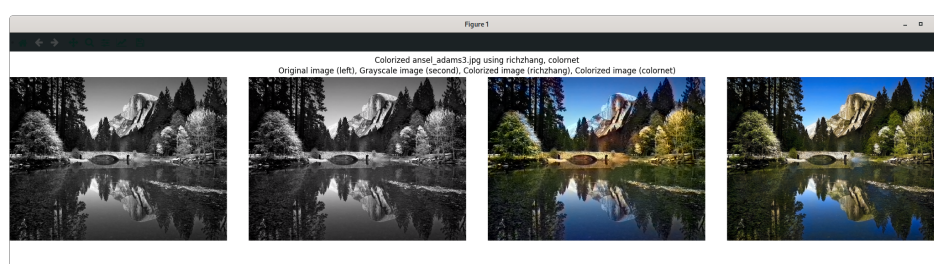 Figure 1
Colorized ansel_adams3.jpg using richzhang, colornet
Original image (left), Grayscale image (second), Colorized image (richzhang), Colorized image (colornet)